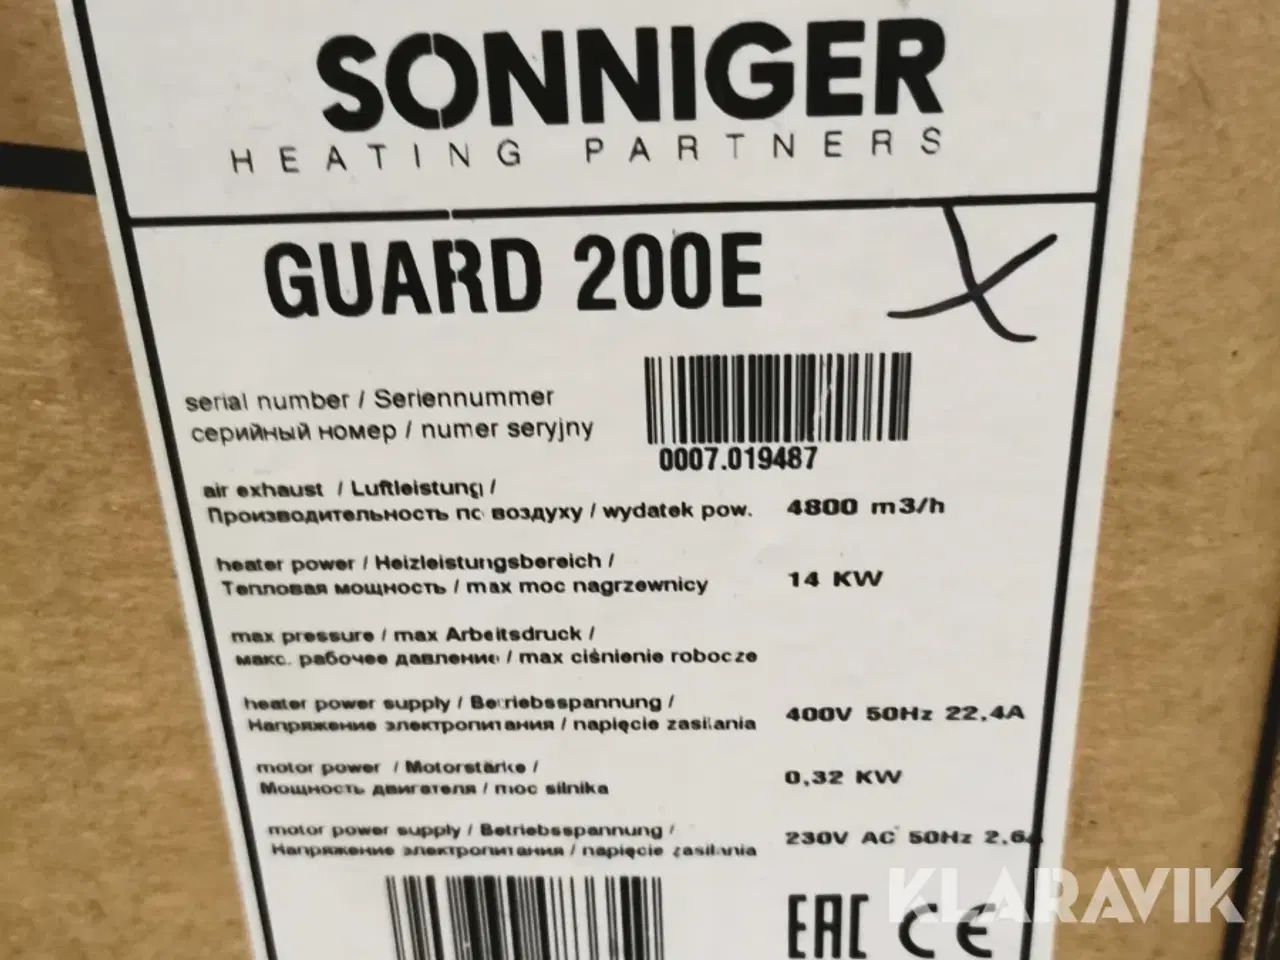 SONNIGER
HEATING PARTNERS
GUARD 200E
serial number / Seriennummer
серийный номер / numer seryjny
0007.019487
air exhaust / Luftleistung /
Производительность по воздуху / wydatek pow.
4800 m3/h
heater power / Heizleistungsbereich /
Тепловая мощность / max moc nagrzewnicy
14 KW
max pressure / max Arbeitsdruck /
макс. рабочее давление / max ciśnienie robocze
heater power supply / Betriebsspannung /
Напряжение электропитания / napięcie zasilania
400V 50Hz 22,4A
motor power / Motorstärke /
Мощность двигателя / moc silnika
0,32 KW
motor power supply / Betriebsspannung /
Напряжение электропитания / napięcie zasilania
230V AC 50Hz 2,6A
EAC CE
KLARAVIK